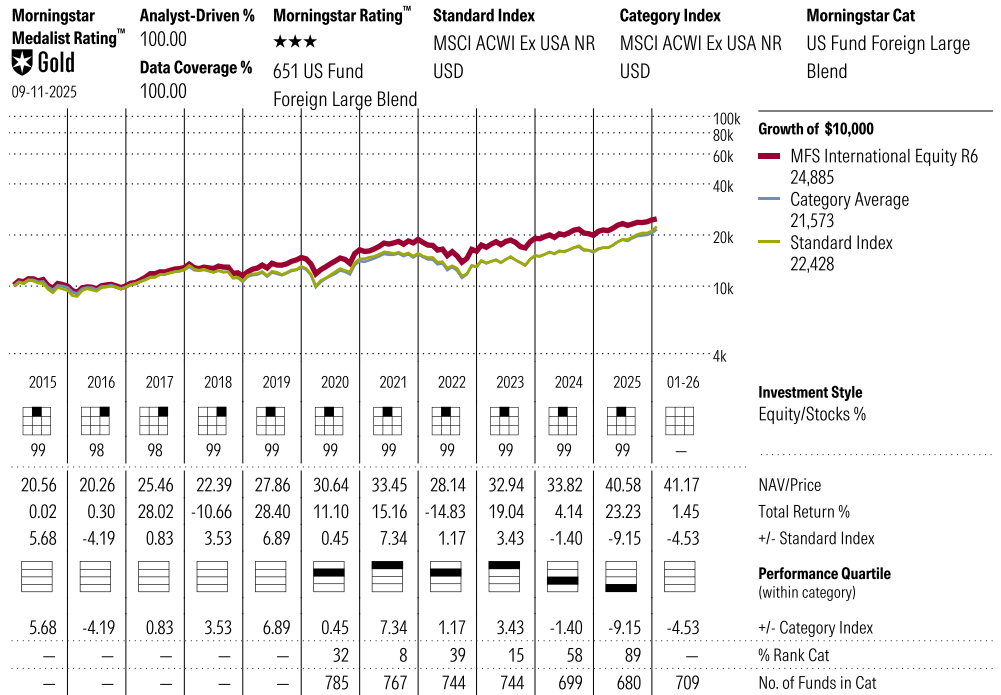 Morningstar
Medalist Rating™
Gold
09-11-2025
Analyst-Driven %
100.00
Data Coverage %
100.00
Morningstar Rating™
★★★
651 US Fund
Foreign Large Blend
Standard Index
MSCI ACWI Ex USA NR
USD
Category Index
MSCI ACWI Ex USA NR
USD
Morningstar Cat
US Fund Foreign Large
Blend
100k
80k
60k
40k
20k
10k
4k
Growth of $10,000
MFS International Equity R6
24,885
Category Average
21,573
Standard Index
22,428
2015 2016 2017 2018 2019 2020 2021 2022 2023 2024 2025 01-26
Investment Style
Equity/Stocks %
99 98 98 99 99 99 99 99 99 99 99 —
20.56 20.26 25.46 22.39 27.86 30.64 33.45 28.14 32.94 33.82 40.58 41.17 NAV/Price
0.02 0.30 28.02 -10.66 28.40 11.10 15.16 -14.83 19.04 4.14 23.23 1.45 Total Return %
5.68 -4.19 0.83 3.53 6.89 0.45 7.34 1.17 3.43 -1.40 -9.15 -4.53 +/- Standard Index
Performance Quartile
(within category)
5.68 -4.19 0.83 3.53 6.89 0.45 7.34 1.17 3.43 -1.40 -9.15 -4.53 +/- Category Index
— — — — — 32 8 39 15 58 89 — % Rank Cat
— — — — — 785 767 744 744 699 680 709 No. of Funds in Cat